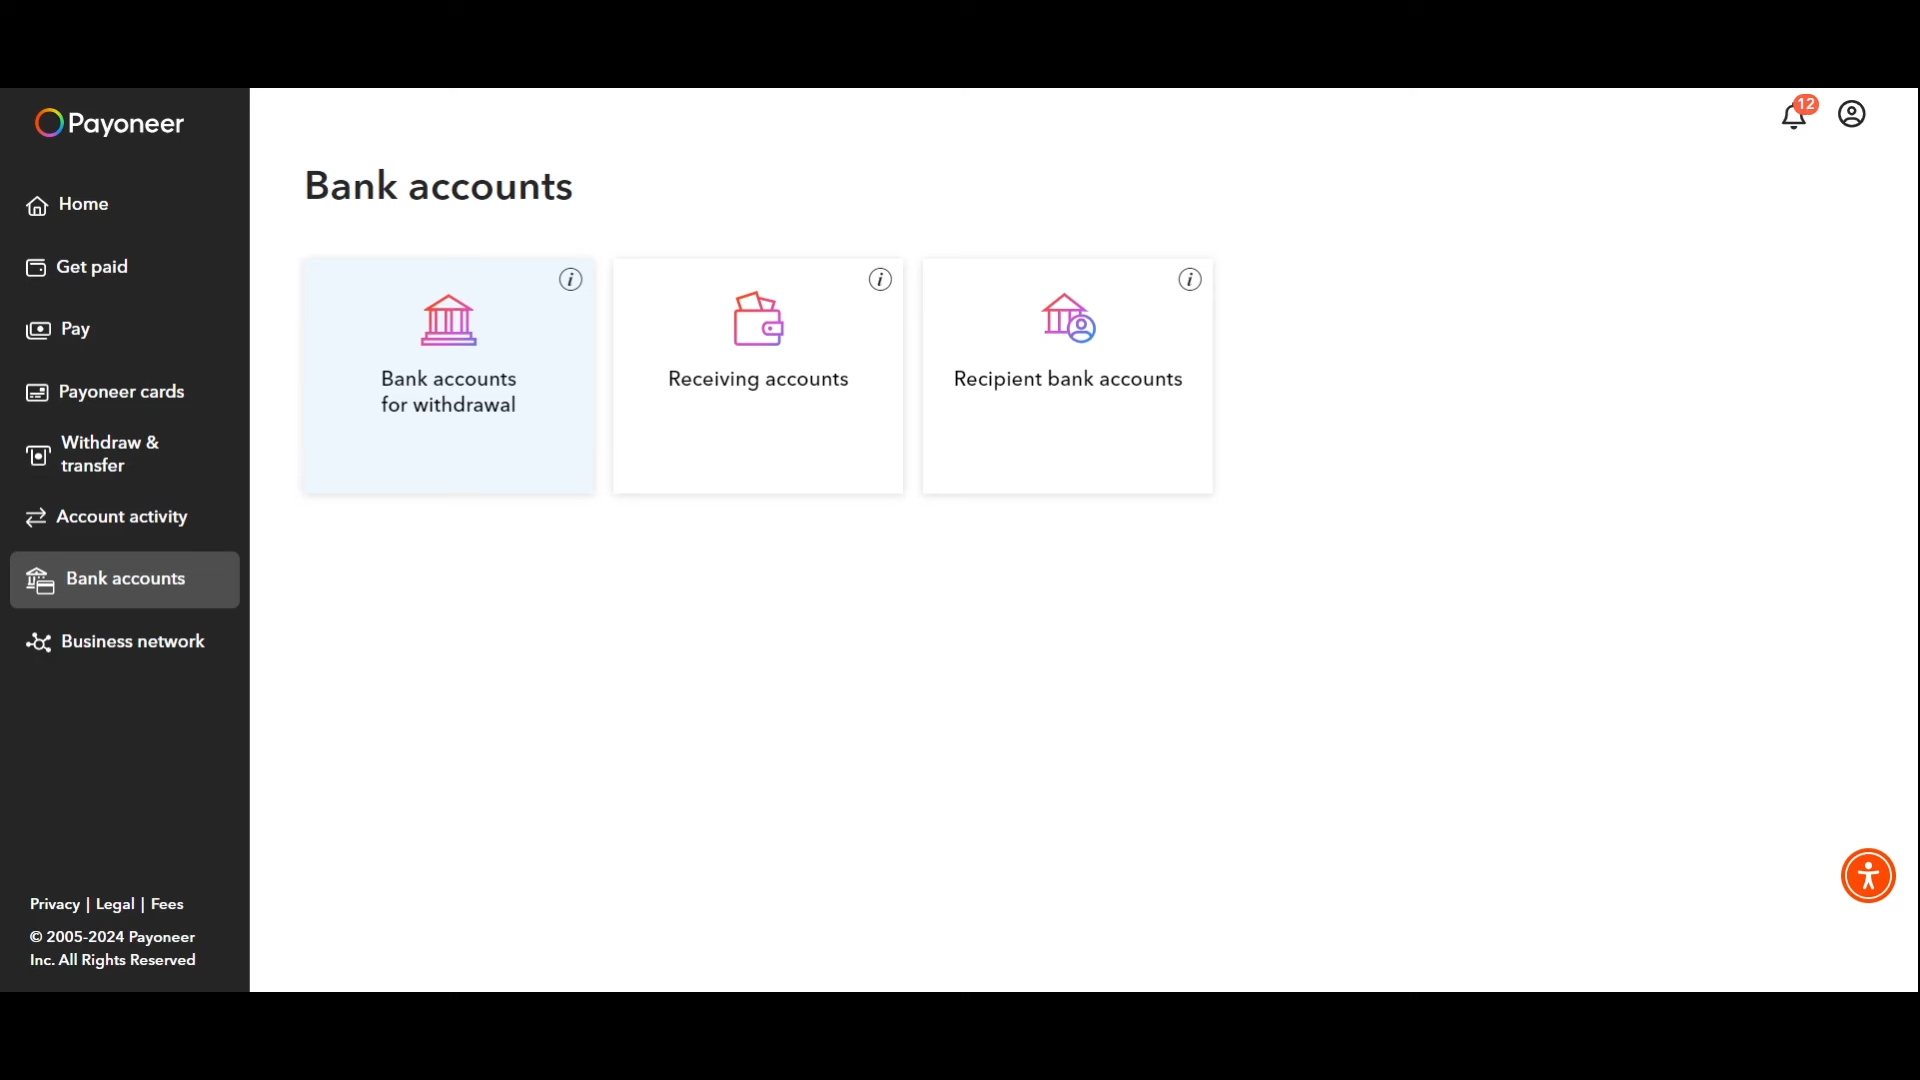 Payoneer
Home
Get paid
Pay
Payoneer cards
Withdraw &
transfer
Account activity
Bank accounts
Business network
Privacy | Legal | Fees
© 2005-2024 Payoneer
Inc. All Rights Reserved
12
Bank accounts
i
Bank accounts
for withdrawal
i
Receiving accounts
i
Recipient bank accounts